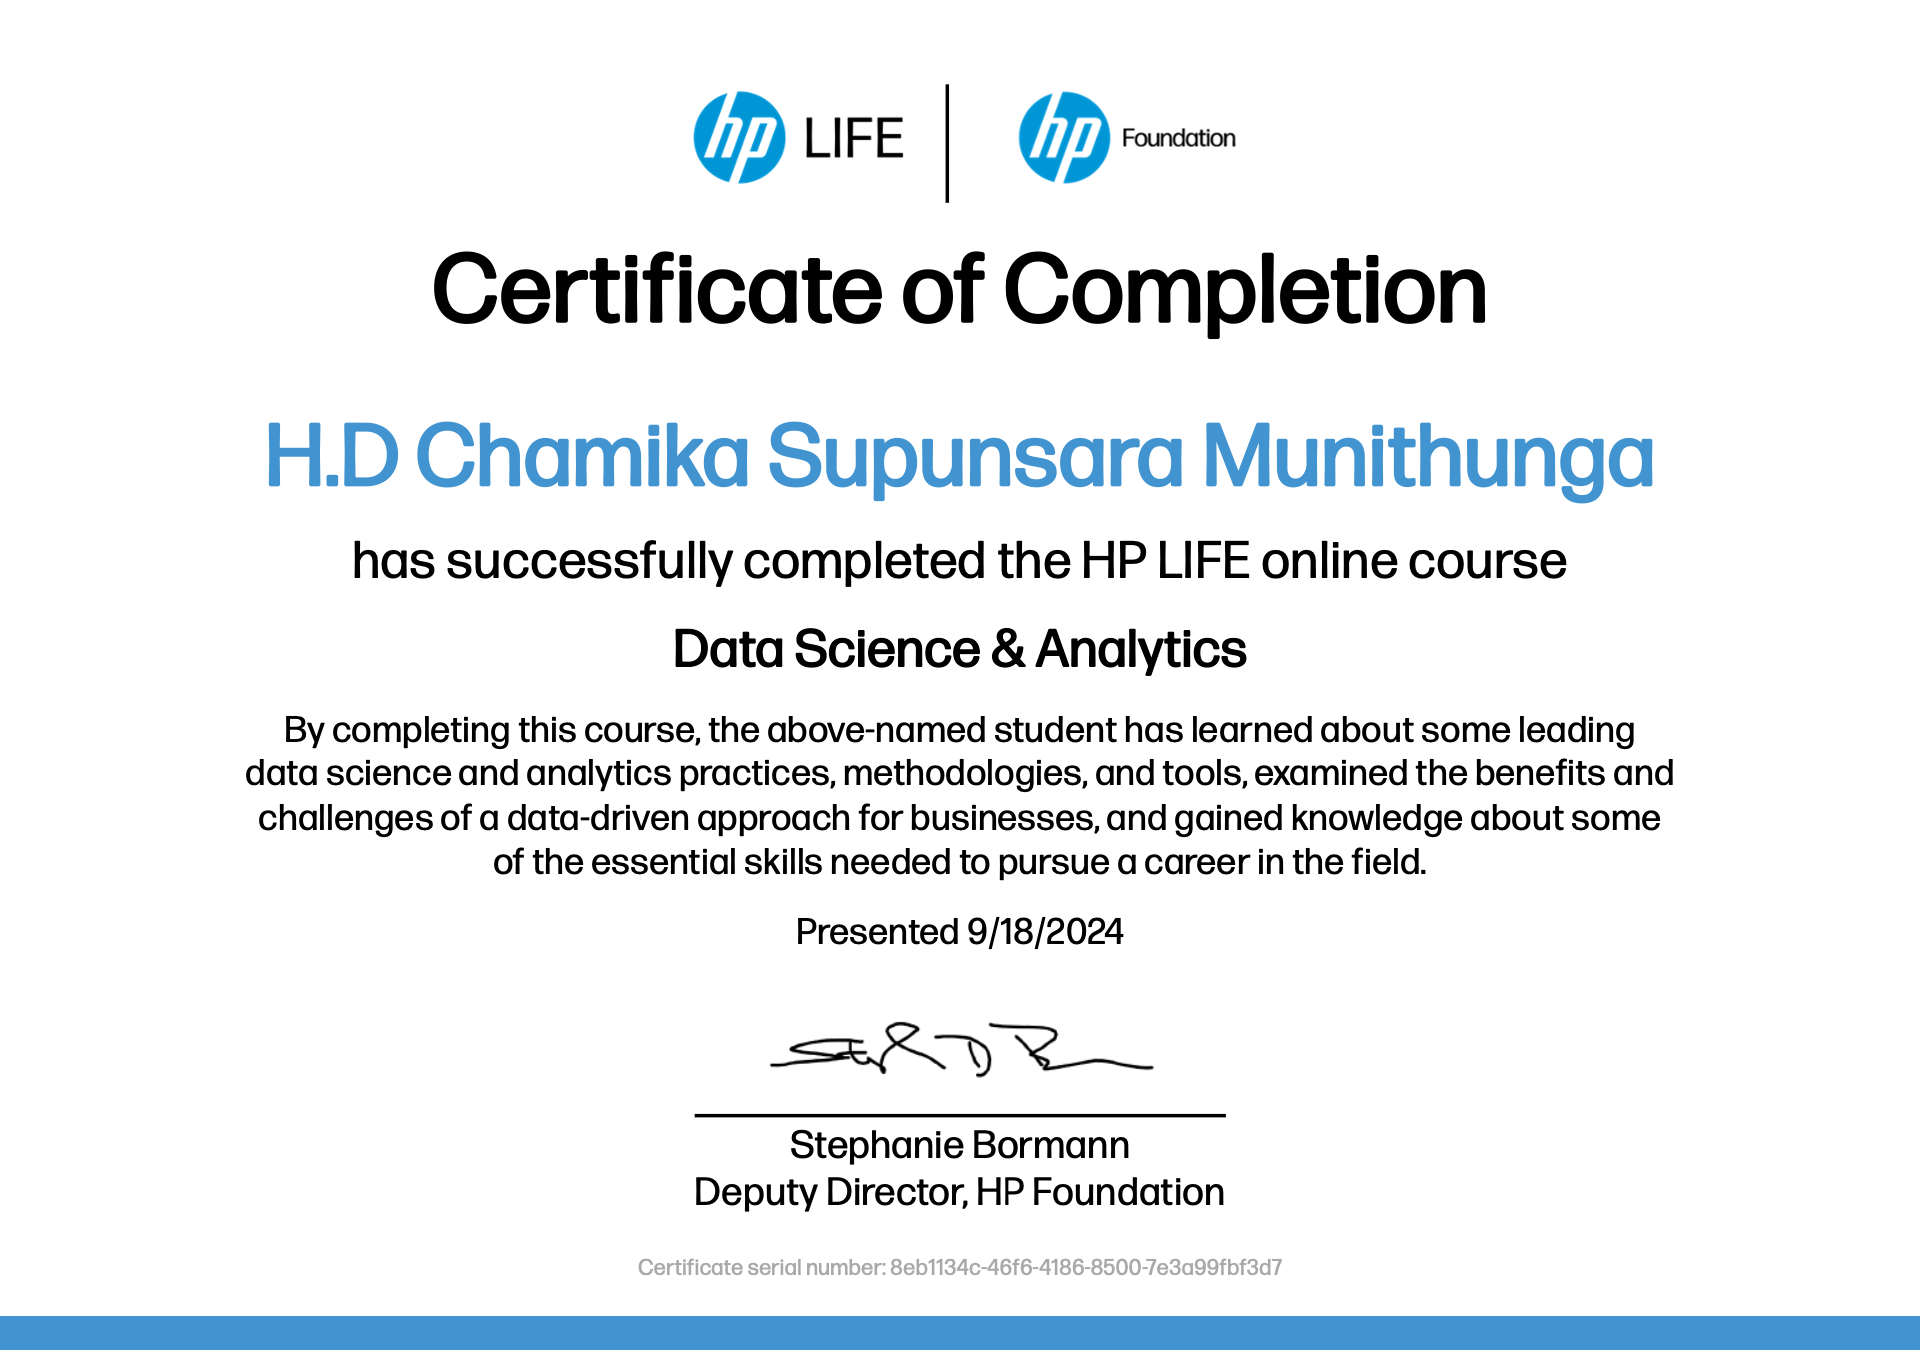 hp LIFE
hp Foundation
Certificate of Completion
H.D Chamika Supunsara Munithunga
has successfully completed the HP LIFE online course
Data Science & Analytics
By completing this course, the above-named student has learned about some leading
data science and analytics practices, methodologies, and tools, examined the benefits and
challenges of a data-driven approach for businesses, and gained knowledge about some
of the essential skills needed to pursue a career in the field.
Presented 9/18/2024
Stephanie Bormann
Deputy Director, HP Foundation
Certificate serial number: 8eb1134c-46f6-4186-8500-7e3a99fbf3d7